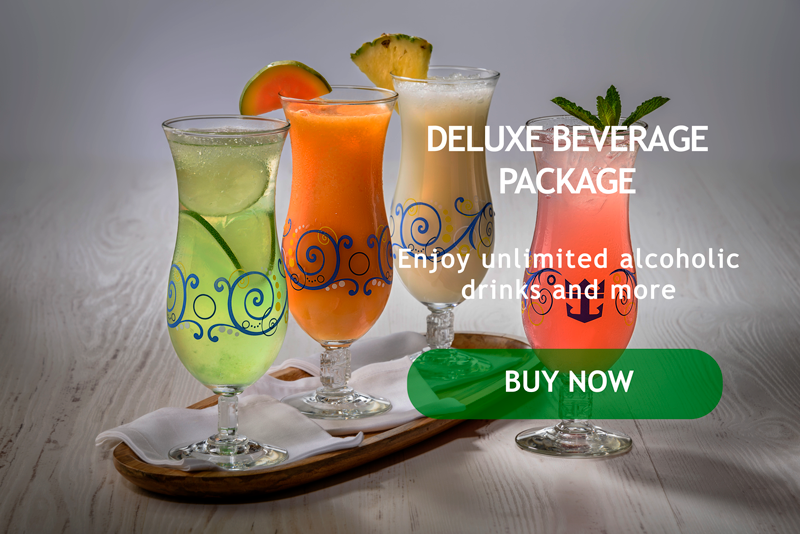 DELUXE BEVERAGE
PACKAGE
Enjoy unlimited alcoholic
drinks and more
BUY NOW